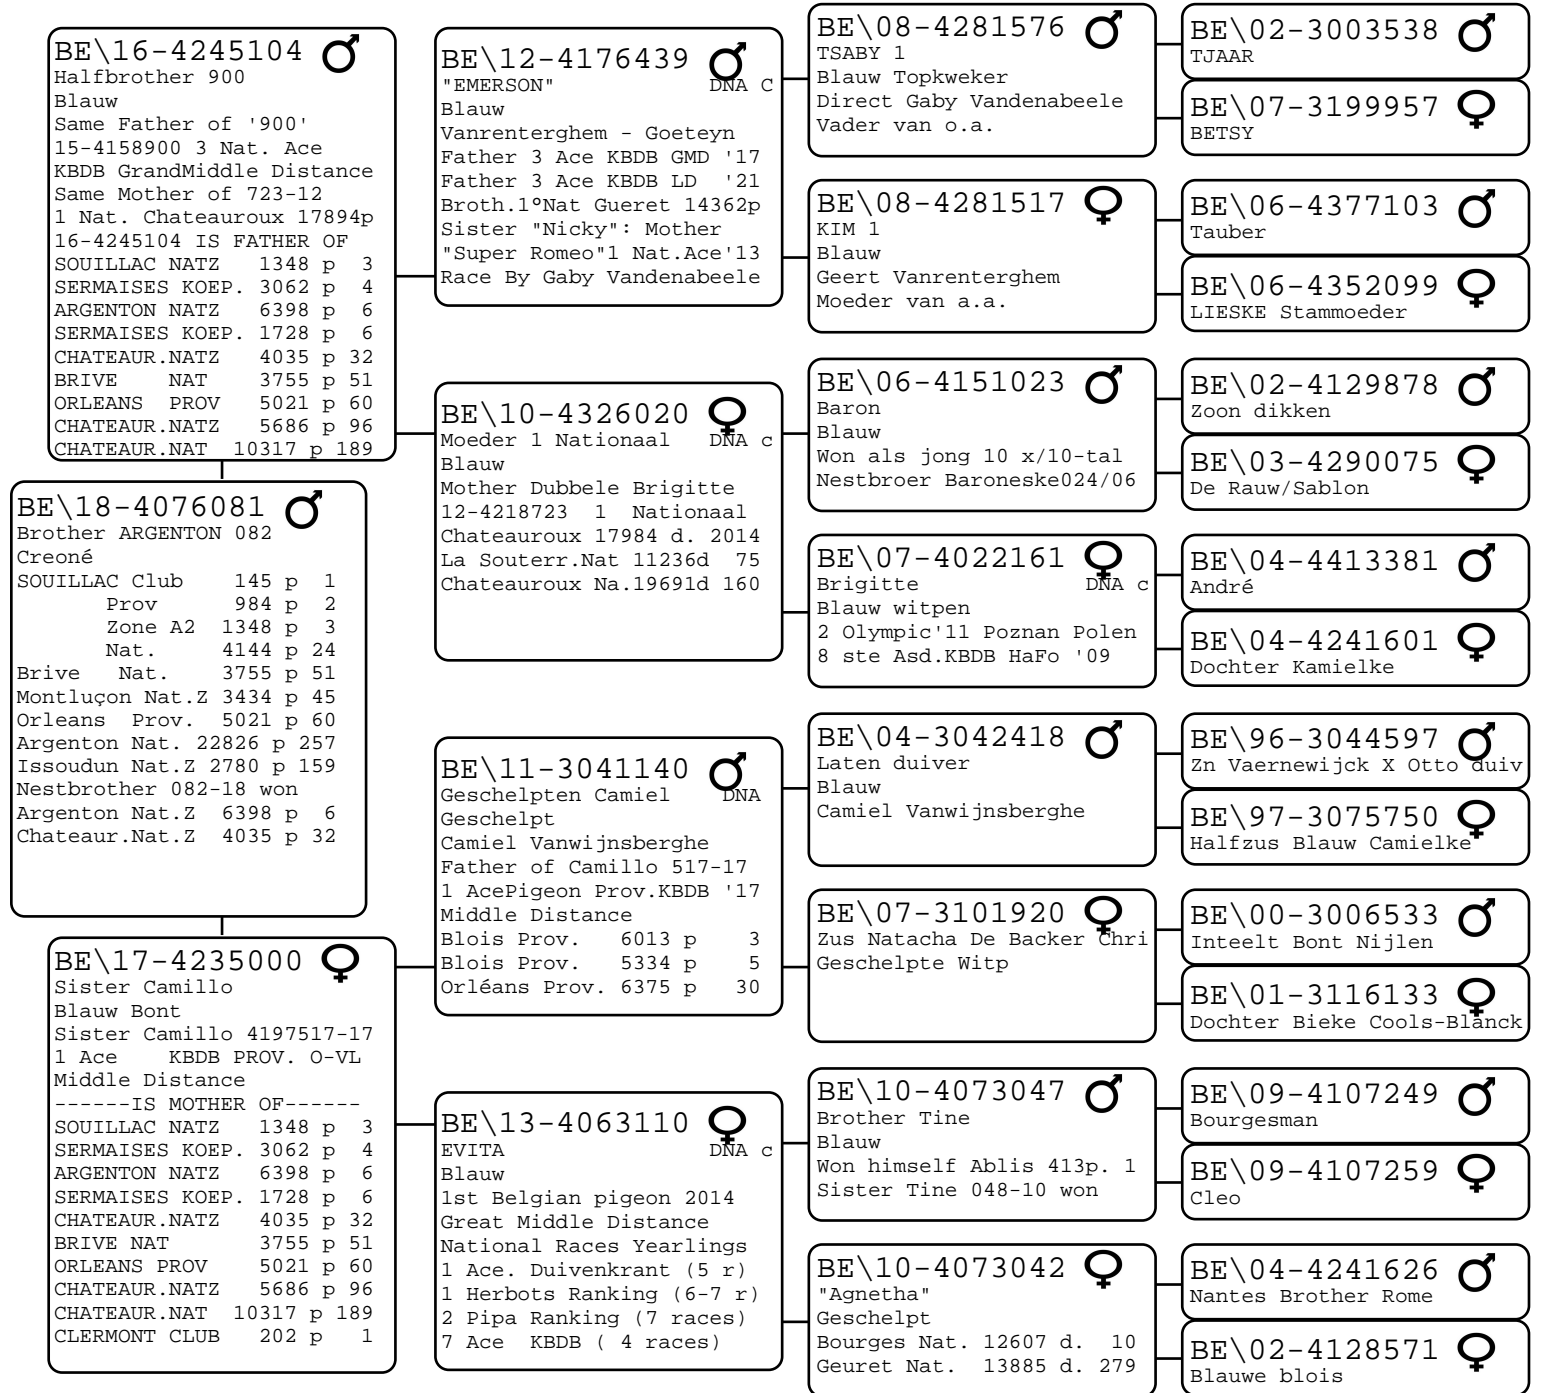 BE\16-4245104 ♂
Halfbrother 900
Blauw
Same Father of '900'
15-4158900 3 Nat. Ace
KBDB GrandMiddle Distance
Same Mother of 723-12
1 Nat. Chateauroux 17894p
16-4245104 IS FATHER OF
SOUILLAC NATZ 1348 p 3
SERMAISES KOEP. 3062 p 4
ARGENTON NATZ 6398 p 6
SERMAISES KOEP. 1728 p 6
CHATEAUR.NATZ 4035 p 32
BRIVE NAT 3755 p 51
ORLEANS PROV 5021 p 60
CHATEAUR.NATZ 5686 p 96
CHATEAUR.NAT 10317 p 189
BE\18-4076081 ♂
Brother ARGENTON 082
Creoné
SOUILLAC Club 145 p 1
Prov 984 p 2
Zone A2 1348 p 3
Nat. 4144 p 24
Brive Nat. 3755 p 51
Montluçon Nat.Z 3434 p 45
Orleans Prov. 5021 p 60
Argenton Nat. 22826 p 257
Issoudun Nat.Z 2780 p 159
Nestbrother 082-18 won
Argenton Nat.Z 6398 p 6
Chateaur.Nat.Z 4035 p 32
BE\17-4235000 ♀
Sister Camillo
Blauw Bont
Sister Camillo 4197517-17
1 Ace KBDB PROV. O-VL
Middle Distance
------IS MOTHER OF------
SOUILLAC NATZ 1348 p 3
SERMAISES KOEP. 3062 p 4
ARGENTON NATZ 6398 p 6
SERMAISES KOEP. 1728 p 6
CHATEAUR.NATZ 4035 p 32
BRIVE NAT 3755 p 51
ORLEANS PROV 5021 p 60
CHATEAUR.NATZ 5686 p 96
CHATEAUR.NAT 10317 p 189
CLERMONT CLUB 202 p 1
BE\12-4176439 ♂
"EMERSON" DNA C
Blauw
Vanrenterghem - Goeteyn
Father 3 Ace KBDB GMD '17
Father 3 Ace KBDB LD '21
Broth.1°Nat Gueret 14362p
Sister "Nicky": Mother
"Super Romeo"1 Nat.Ace'13
Race By Gaby Vandenabeele
BE\10-4326020 ♀
Moeder 1 Nationaal DNA c
Blauw
Mother Dubbele Brigitte
12-4218723 1 Nationaal
Chateauroux 17984 d. 2014
La Souterr.Nat 11236d 75
Chateauroux Na.19691d 160
BE\11-3041140 ♂
Geschelpten Camiel DNA
Geschelpt
Camiel Vanwijnsberghe
Father of Camillo 517-17
1 AcePigeon Prov.KBDB '17
Middle Distance
Blois Prov. 6013 p 3
Blois Prov. 5334 p 5
Orléans Prov. 6375 p 30
BE\13-4063110 ♀
EVITA DNA c
Blauw
1st Belgian pigeon 2014
Great Middle Distance
National Races Yearlings
1 Ace. Duivenkrant (5 r)
1 Herbots Ranking (6-7 r)
2 Pipa Ranking (7 races)
7 Ace KBDB ( 4 races)
BE\08-4281576 ♂
TSABY 1
Blauw Topkweker
Direct Gaby Vandenabeele
Vader van o.a.
BE\08-4281517 ♀
KIM 1
Blauw
Geert Vanrenterghem
Moeder van a.a.
BE\06-4151023 ♂
Baron
Blauw
Won als jong 10 x/10-tal
Nestbroer Baroneske024/06
BE\07-4022161 ♀
Brigitte DNA c
Blauw witpen
2 Olympic'11 Poznan Polen
8 ste Asd.KBDB HaFo '09
BE\04-3042418 ♂
Laten duiver
Blauw
Camiel Vanwijnsberghe
BE\07-3101920 ♀
Zus Natacha De Backer Chri
Geschelpte Witp
BE\10-4073047 ♂
Brother Tine
Blauw
Won himself Ablis 413p. 1
Sister Tine 048-10 won
BE\10-4073042 ♀
"Agnetha"
Geschelpt
Bourges Nat. 12607 d. 10
Geuret Nat. 13885 d. 279
BE\02-3003538 ♂
TJAAR
BE\07-3199957 ♀
BETSY
BE\06-4377103 ♂
Tauber
BE\06-4352099 ♀
LIESKE Stammoeder
BE\02-4129878 ♂
Zoon dikken
BE\03-4290075 ♀
De Rauw/Sablon
BE\04-4413381 ♂
André
BE\04-4241601 ♀
Dochter Kamielke
BE\96-3044597 ♂
Zn Vaernewijck X Otto duiv
BE\97-3075750 ♀
Halfzus Blauw Camielke
BE\00-3006533 ♂
Inteelt Bont Nijlen
BE\01-3116133 ♀
Dochter Bieke Cools-Blanck
BE\09-4107249 ♂
Bourgesman
BE\09-4107259 ♀
Cleo
BE\04-4241626 ♂
Nantes Brother Rome
BE\02-4128571 ♀
Blauwe blois